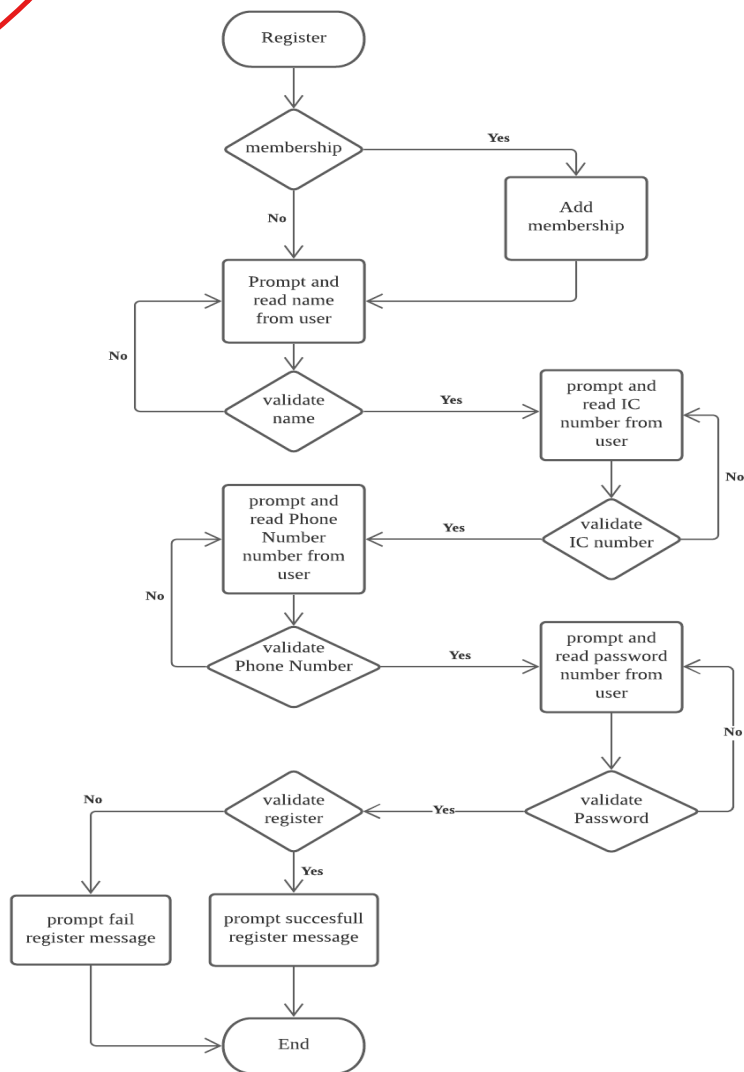 Register
membership
Yes
Add
membership
No
Prompt and
read name
from user
No
validate
name
Yes
prompt and
read IC
number from
user
No
validate
IC number
Yes
prompt and
read Phone
Number
number from
user
No
validate
Phone Number
Yes
prompt and
read password
number from
user
No
validate
Password
Yes
validate
register
No
Yes
prompt fail
register message
prompt succesfull
register message
End